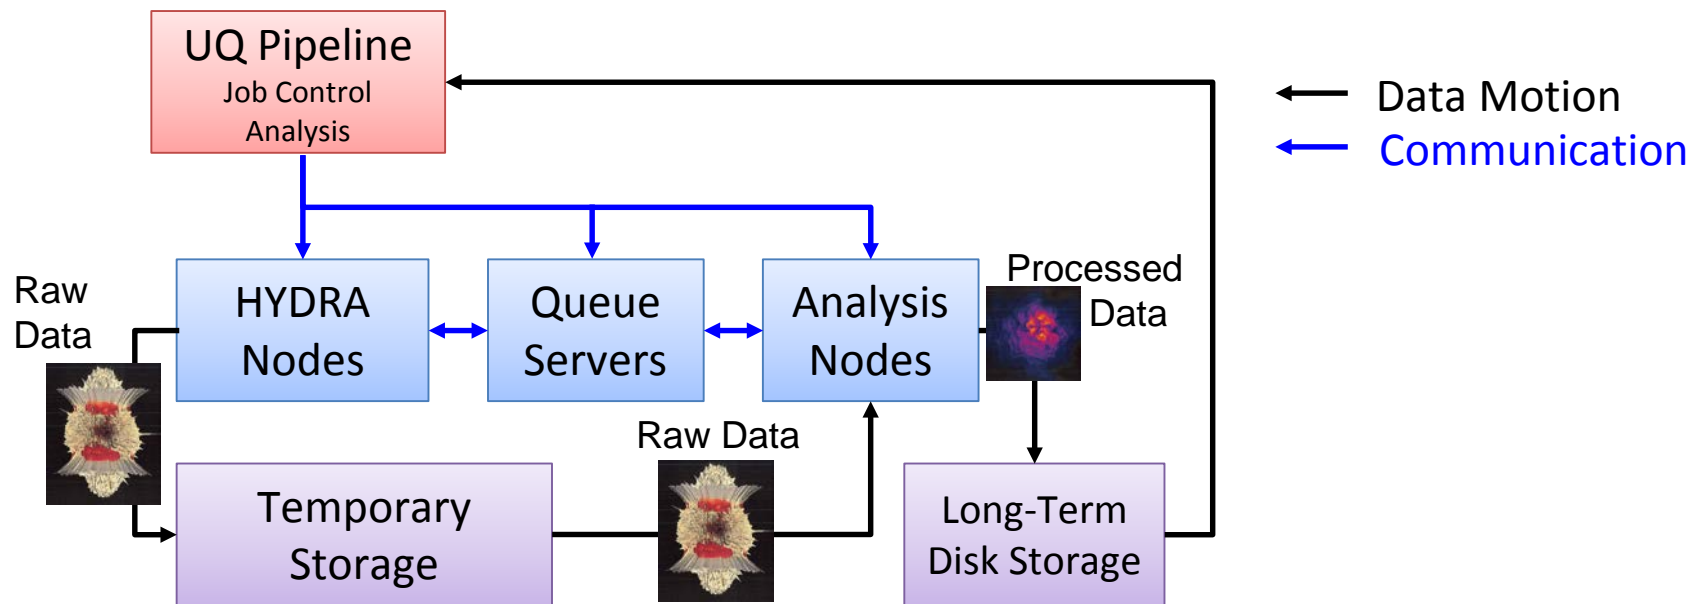 UQ Pipeline
Job Control
Analysis
Data Motion
Communication
Raw
Data
HYDRA
Nodes
Queue
Servers
Analysis
Nodes
Processed
Data
Raw Data
Temporary
Storage
Long-Term
Disk Storage